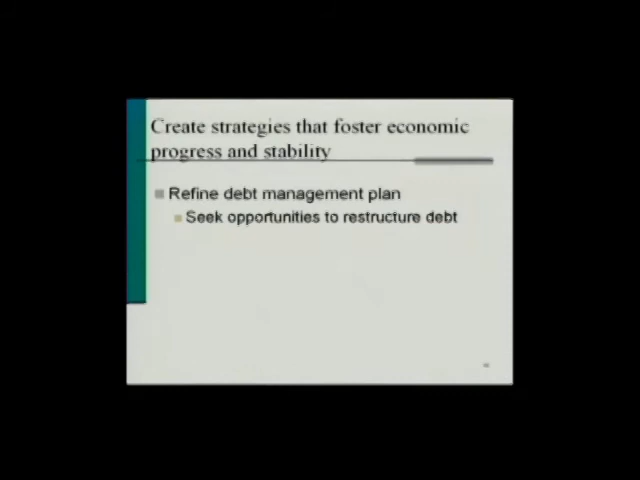 Create strategies that foster economic
progress and stability
Refine debt management plan
Seek opportunities to restructure debt